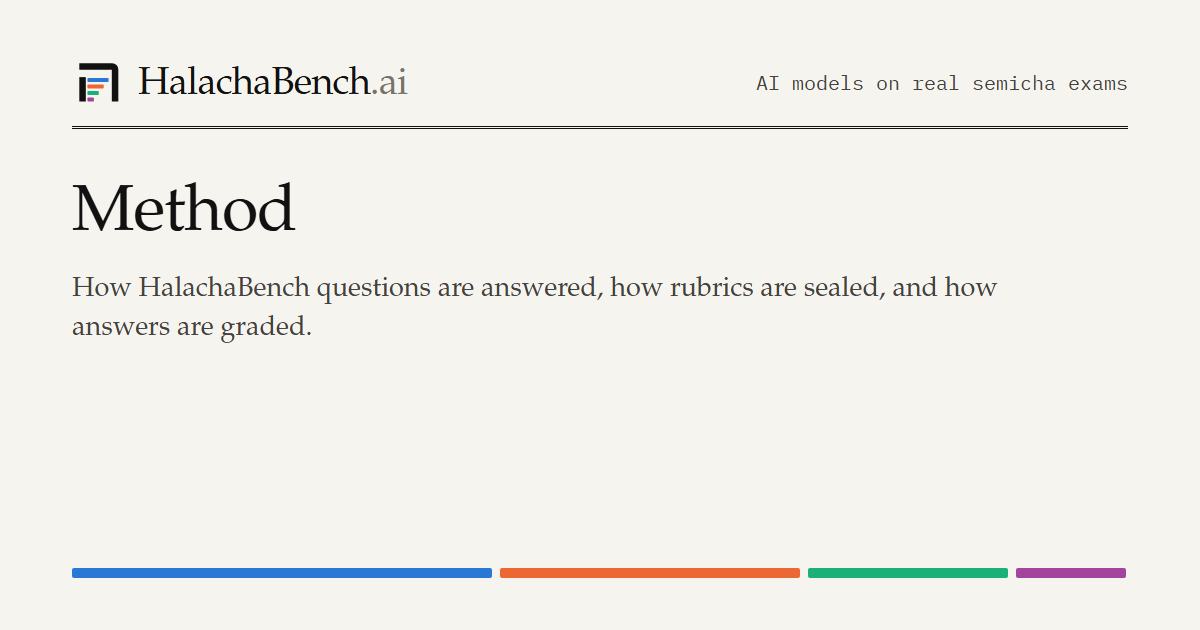 HalachaBench.ai
AI models on real semicha exams
Method
How HalachaBench questions are answered, how rubrics are sealed, and how
answers are graded.